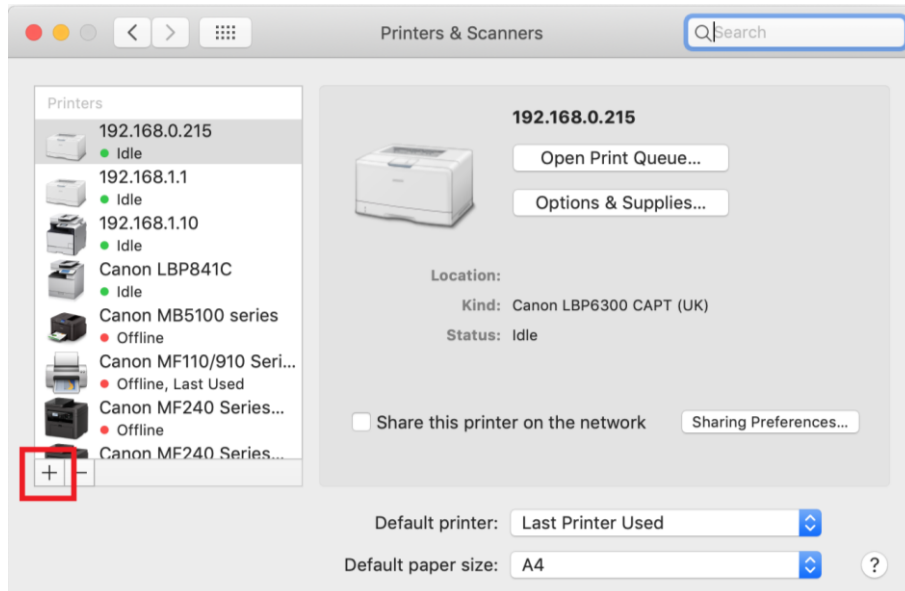 Printers & Scanners
Search
Printers
192.168.0.215
Idle
192.168.1.1
Idle
192.168.1.10
Idle
Canon LBP841C
Idle
Canon MB5100 series
Offline
Canon MF110/910 Seri...
Offline, Last Used
Canon MF240 Series...
Offline
Canon MF240 Series...
192.168.0.215
Open Print Queue...
Options & Supplies...
Location:
Kind: Canon LBP6300 CAPT (UK)
Status: Idle
Share this printer on the network
Sharing Preferences...
Default printer: Last Printer Used
Default paper size: A4
?